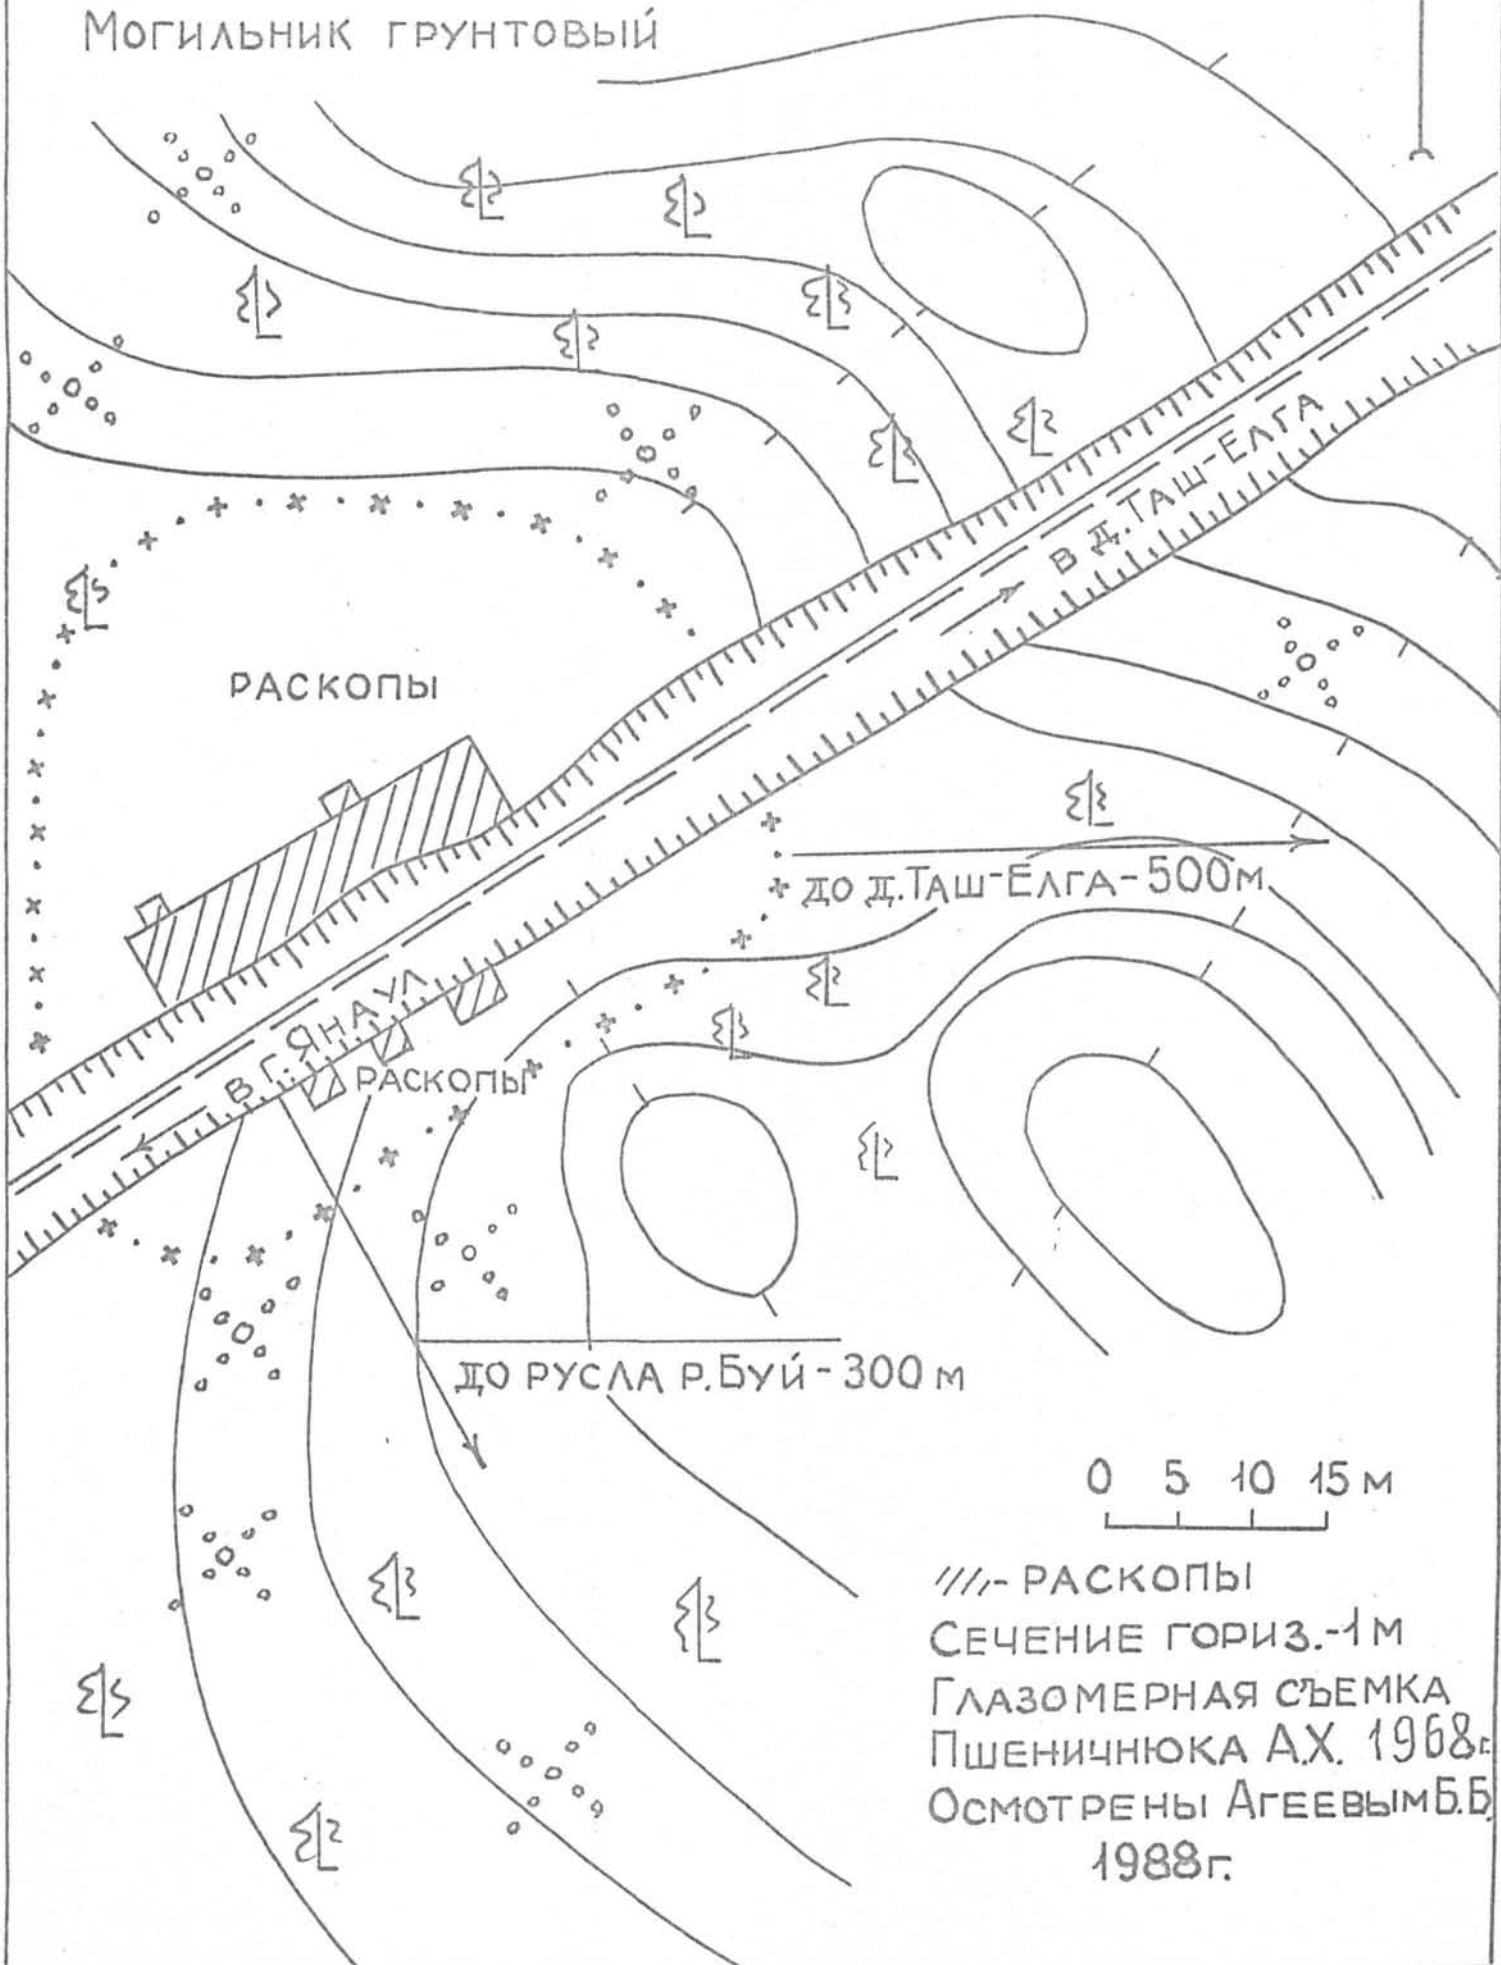 Могильник грунтовый
В Д. ТАШ-ЕЛГА
РАСКОПЫ
ДО Д. ТАШ-ЕЛГА-500М
В Г. ЯНАУЛ
РАСКОПЫ
ДО РУСЛА Р. БУЙ-300 М
0 5 10 15 М
- РАСКОПЫ
СЕЧЕНИЕ ГОРИЗ.-1 М
ГЛАЗОМЕРНАЯ СЪЕМКА
ПШЕНИЧНЮКА А.Х. 1968г
ОСМОТРЕНЫ АГЕЕВЫМ Б.Б.
1988г.